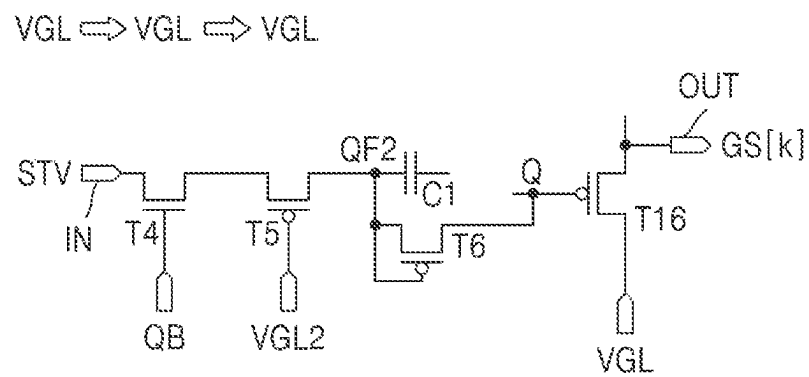 VGL ⇨ VGL ⇨ VGL
OUT
GS[k]
STV
IN
T4
QB
T5
VGL2
QF2
C1
T6
Q
T16
VGL